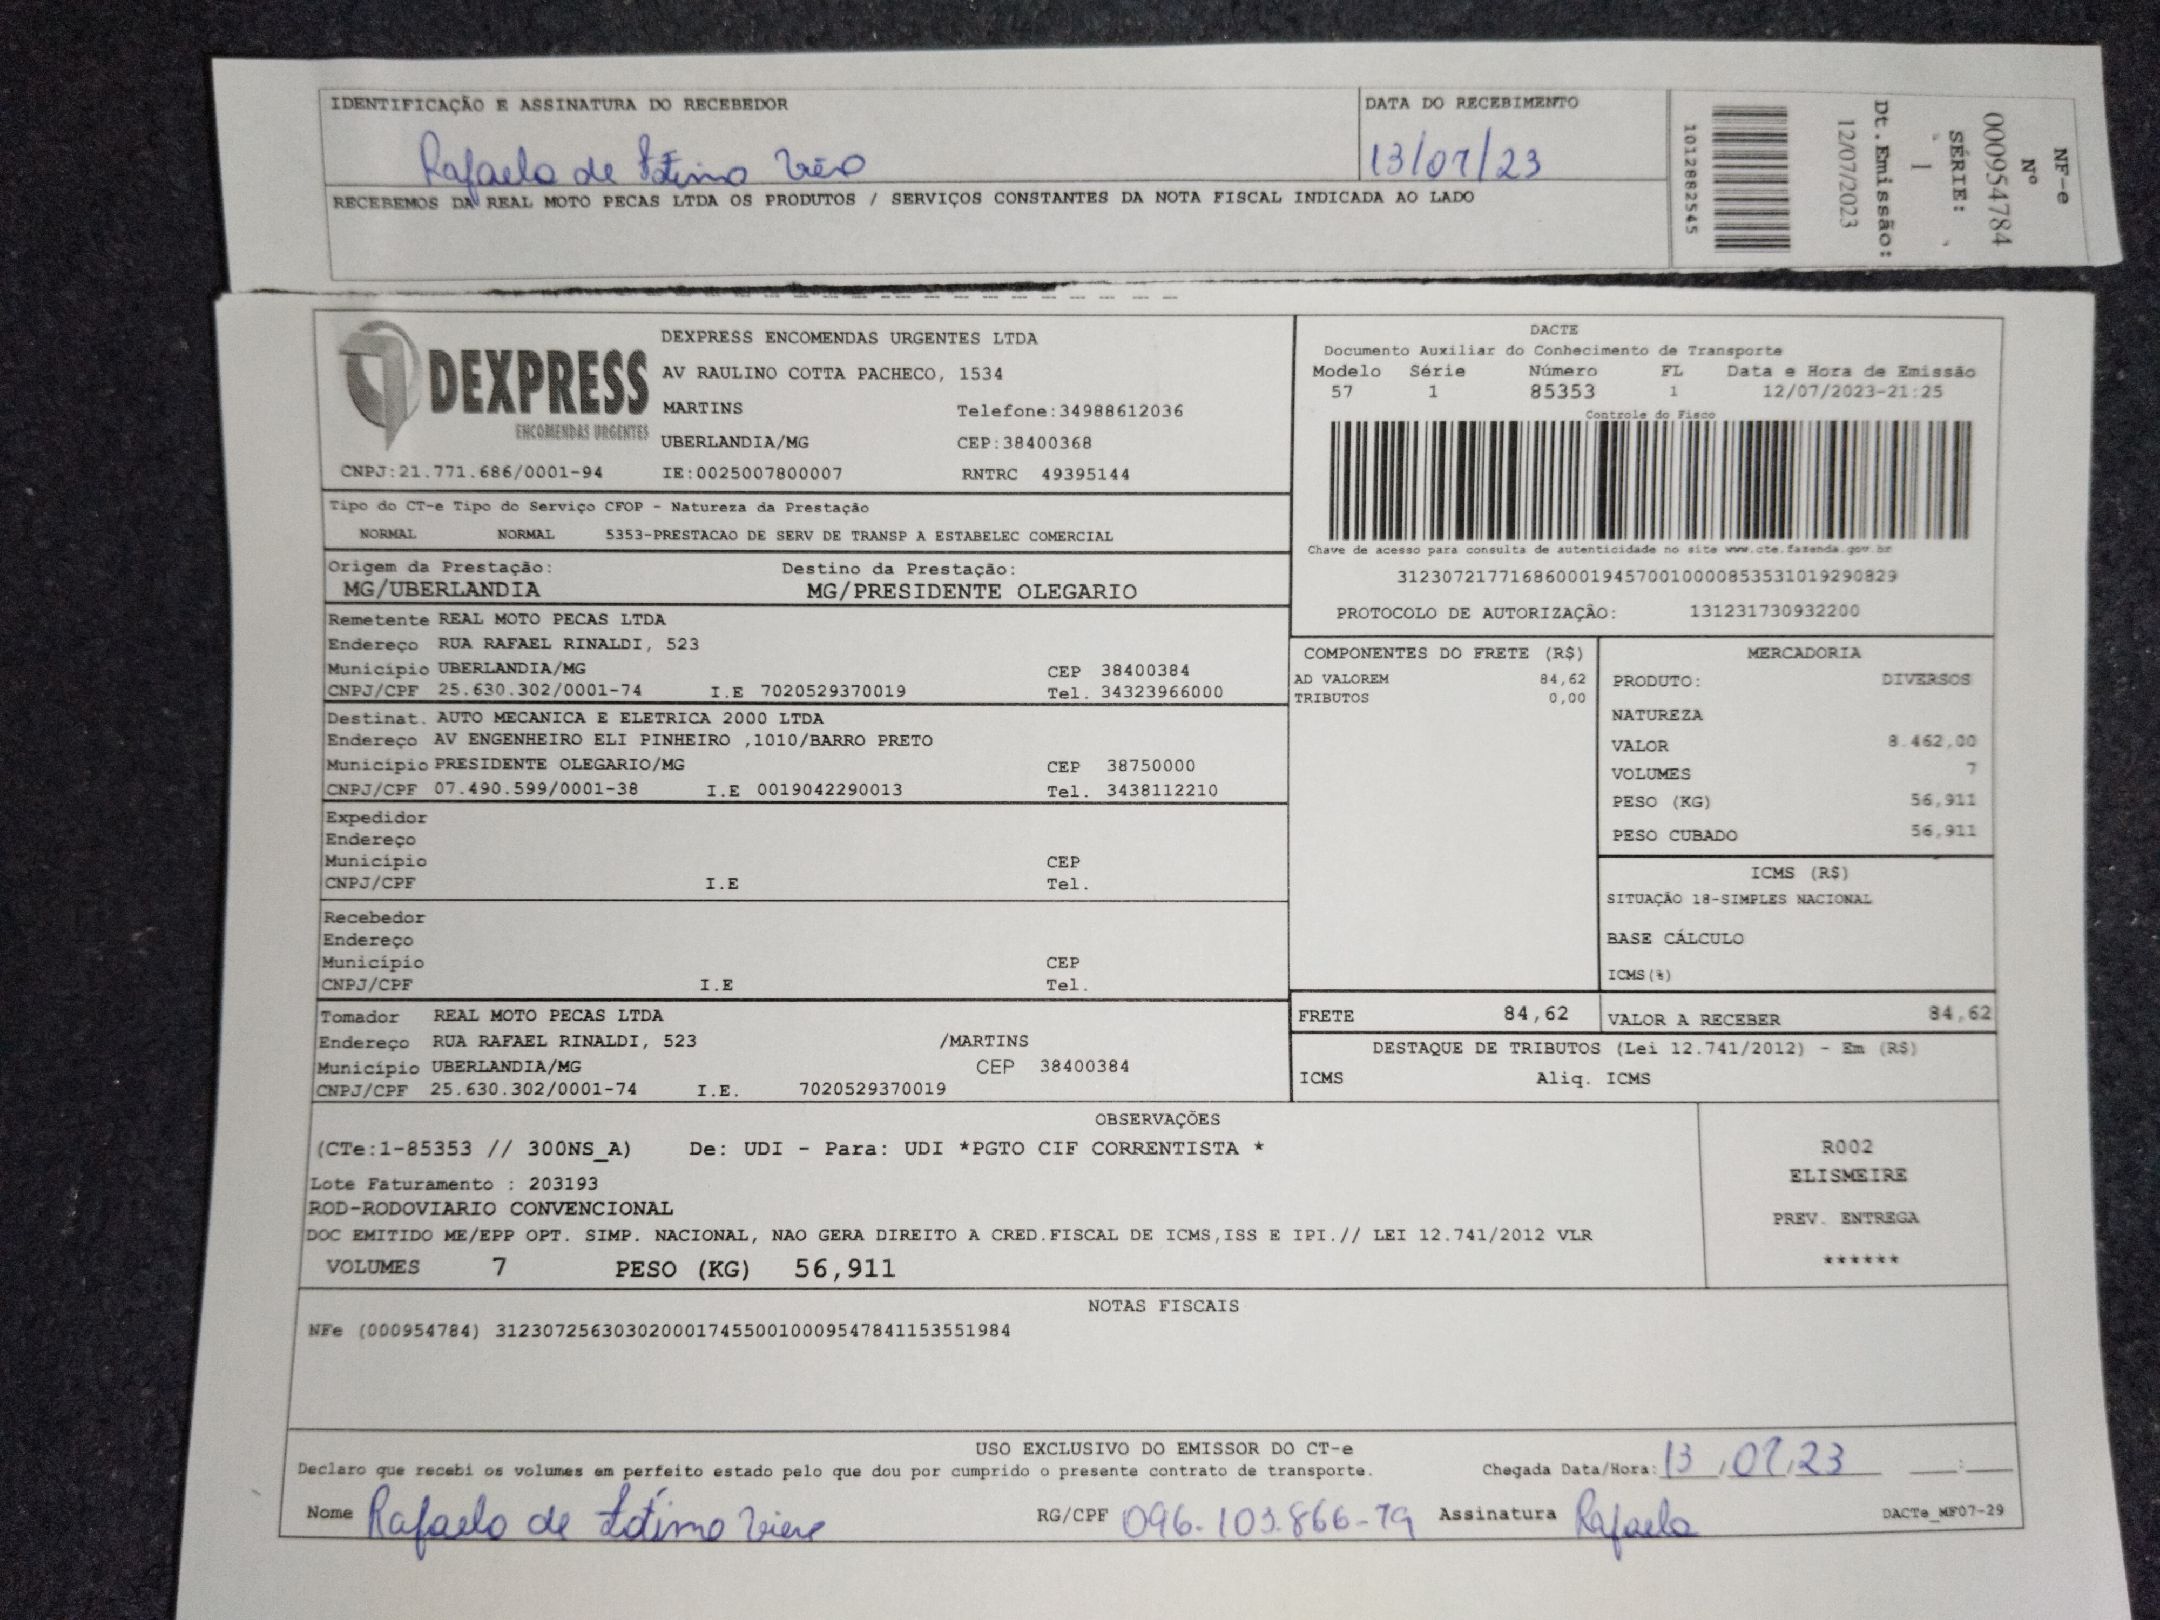 IDENTIFICAÇÃO E ASSINATURA DO RECEBEDOR
Rafaela de Fátima
DATA DO RECEBIMENTO
13/07/23
RECEBEMOS DA REAL MOTO PECAS LTDA OS PRODUTOS / SERVIÇOS CONSTANTES DA NOTA FISCAL INDICADA AO LADO
NF-e
Nº
000954784
SÉRIE:
1
Dt.Emissão:
12/07/2023
1012882545
DEXPRESS
ENCOMENDAS URGENTES
DEXPRESS ENCOMENDAS URGENTES LTDA
AV RAULINO COTTA PACHECO, 1534
MARTINS Telefone:34988612036
UBERLANDIA/MG CEP:38400368
CNPJ:21.771.686/0001-94 IE:0025007800007 RNTRC 49395144
DACTE
Documento Auxiliar do Conhecimento de Transporte
Modelo Série Número FL Data e Hora de Emissão
57 1 85353 1 12/07/2023-21:25
Controle do Fisco
Chave de acesso para consulta de autenticidade no site www.cte.fazenda.gov.br
31230721771686000194570010000853531019290829
PROTOCOLO DE AUTORIZAÇÃO: 131231730932200
Tipo do CT-e Tipo do Serviço CFOP - Natureza da Prestação
NORMAL NORMAL 5353-PRESTACAO DE SERV DE TRANSP A ESTABELEC COMERCIAL
Origem da Prestação: Destino da Prestação:
MG/UBERLANDIA MG/PRESIDENTE OLEGARIO
Remetente REAL MOTO PECAS LTDA
Endereço RUA RAFAEL RINALDI, 523
Município UBERLANDIA/MG CEP 38400384
CNPJ/CPF 25.630.302/0001-74 I.E 7020529370019 Tel. 34323966000
Destinat. AUTO MECANICA E ELETRICA 2000 LTDA
Endereço AV ENGENHEIRO ELI PINHEIRO ,1010/BARRO PRETO
Município PRESIDENTE OLEGARIO/MG CEP 38750000
CNPJ/CPF 07.490.599/0001-38 I.E 0019042290013 Tel. 3438112210
Expedidor
Endereço
Município CEP
CNPJ/CPF I.E Tel.
Recebedor
Endereço
Município CEP
CNPJ/CPF I.E Tel.
Tomador REAL MOTO PECAS LTDA
Endereço RUA RAFAEL RINALDI, 523 /MARTINS
Município UBERLANDIA/MG CEP 38400384
CNPJ/CPF 25.630.302/0001-74 I.E. 7020529370019
COMPONENTES DO FRETE (R$)
AD VALOREM 84,62
TRIBUTOS 0,00
MERCADORIA
PRODUTO: DIVERSOS
NATUREZA
VALOR 8.462,00
VOLUMES 7
PESO (KG) 56,911
PESO CUBADO 56,911
ICMS (R$)
SITUAÇÃO 18-SIMPLES NACIONAL
BASE CÁLCULO
ICMS(%)
FRETE 84,62 VALOR A RECEBER 84,62
DESTAQUE DE TRIBUTOS (Lei 12.741/2012) - Em (R$)
ICMS Aliq. ICMS
OBSERVAÇÕES
(CTe:1-85353 // 300NS_A) De: UDI - Para: UDI *PGTO CIF CORRENTISTA *
Lote Faturamento : 203193
ROD-RODOVIARIO CONVENCIONAL
DOC EMITIDO ME/EPP OPT. SIMP. NACIONAL, NAO GERA DIREITO A CRED.FISCAL DE ICMS,ISS E IPI.// LEI 12.741/2012 VLR
VOLUMES 7 PESO (KG) 56,911
R002
ELISMEIRE
PREV. ENTREGA
******
NOTAS FISCAIS
NFe (000954784) 31230725630302000174550010009547841153551984
USO EXCLUSIVO DO EMISSOR DO CT-e
Declaro que recebi os volumes em perfeito estado pelo que dou por cumprido o presente contrato de transporte. Chegada Data/Hora: 13/07/23 ___:___
Nome Rafaela de Fátima RG/CPF 096.103.866-79 Assinatura Rafaela DACTe_MF07-29